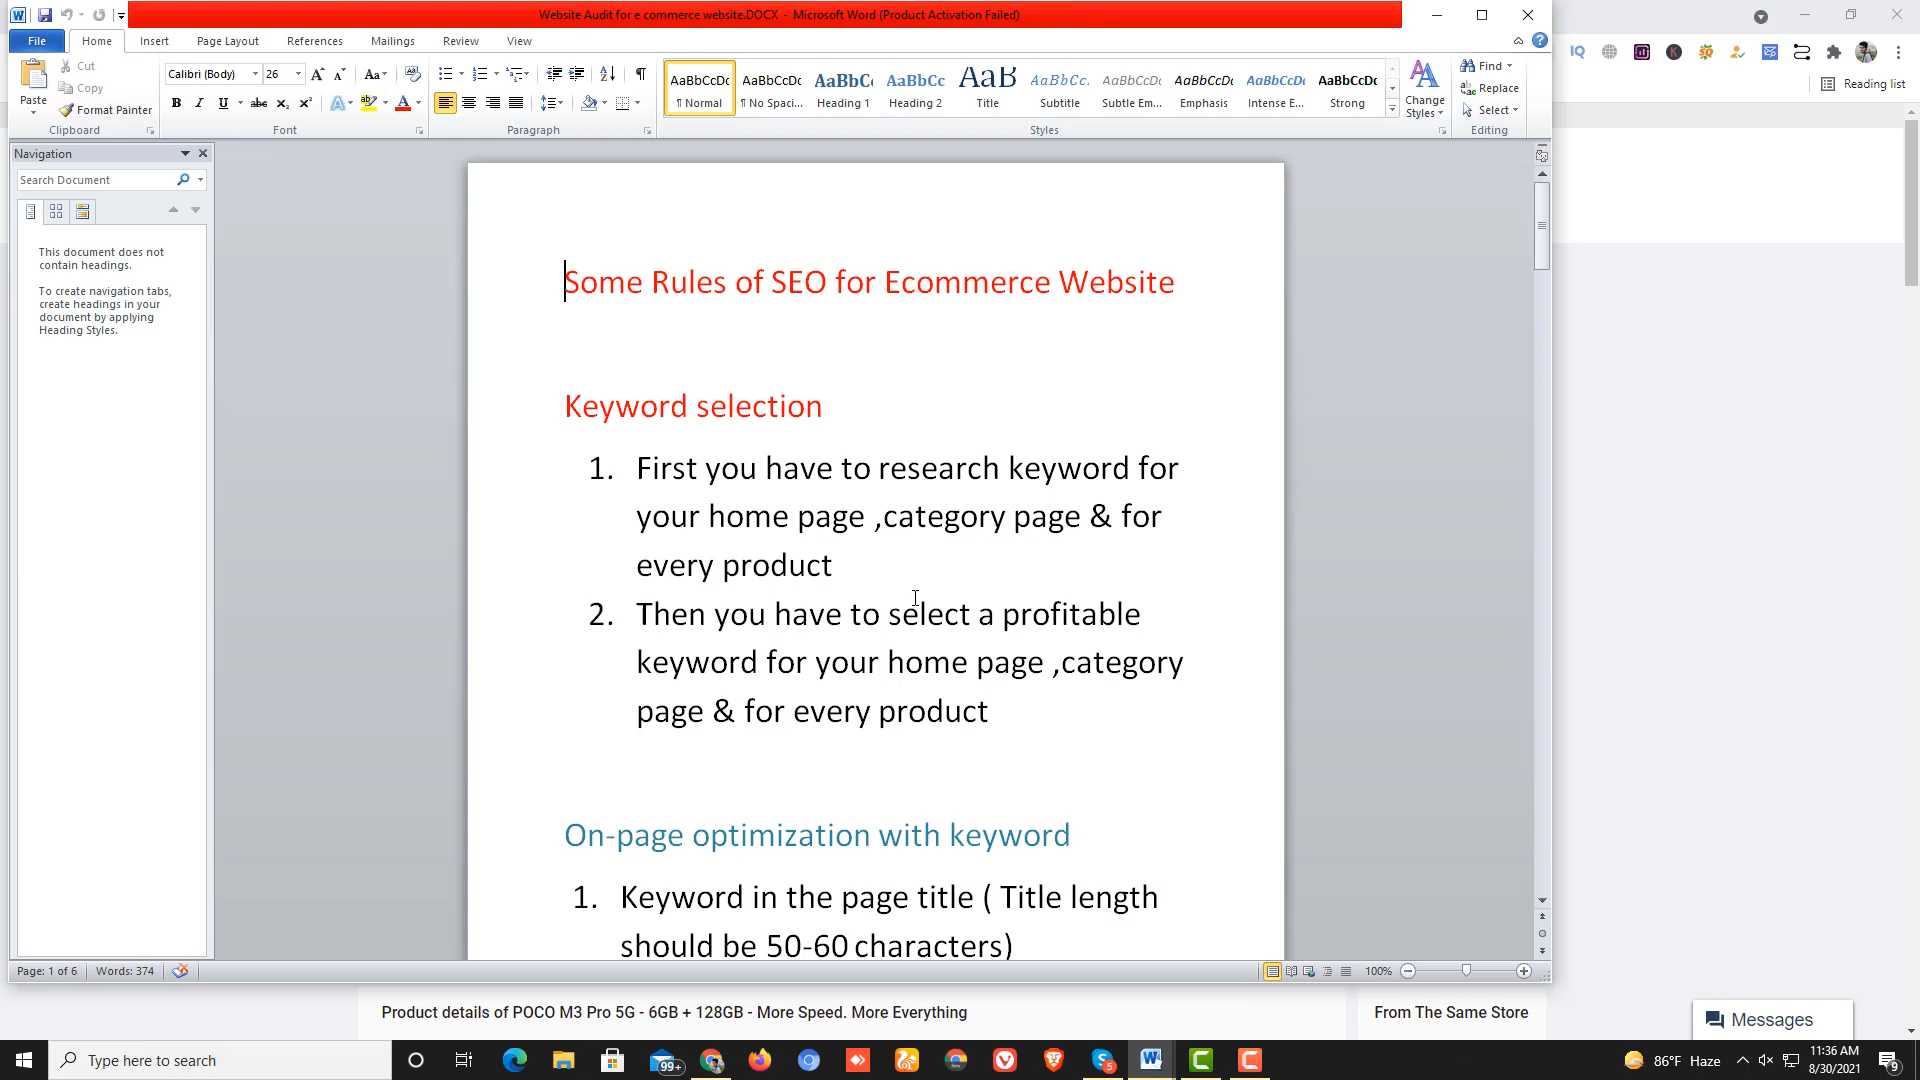 Website Audit for e commerce website.DOCX - Microsoft Word (Product Activation Failed)
File
Home
Insert
Page Layout
References
Mailings
Review
View
Reading list
Paste
Cut
Copy
Format Painter
Clipboard
Calibri (Body)
26
Font
Paragraph
AaBbCcDc
¶ Normal
AaBbCcDc
¶ No Spaci...
AaBbC
Heading 1
AaBbCc
Heading 2
AaB
Title
AaBbCc.
Subtitle
AaBbCcDc
Subtle Em...
AaBbCcDc
Emphasis
AaBbCcDc
Intense E...
AaBbCcDc
Strong
Styles
Change
Styles
Find
Replace
Select
Editing
Navigation
Search Document
This document does not
contain headings.
To create navigation tabs,
create headings in your
document by applying
Heading Styles.
Some Rules of SEO for Ecommerce Website
Keyword selection
1. First you have to research keyword for
your home page ,category page & for
every product
2. Then you have to select a profitable
keyword for your home page ,category
page & for every product
On-page optimization with keyword
1. Keyword in the page title ( Title length
should be 50-60 characters)
Page: 1 of 6
Words: 374
100%
Product details of POCO M3 Pro 5G - 6GB + 128GB - More Speed. More Everything
From The Same Store
Messages
Type here to search
99+
5
86°F Haze
11:36 AM
8/30/2021
9